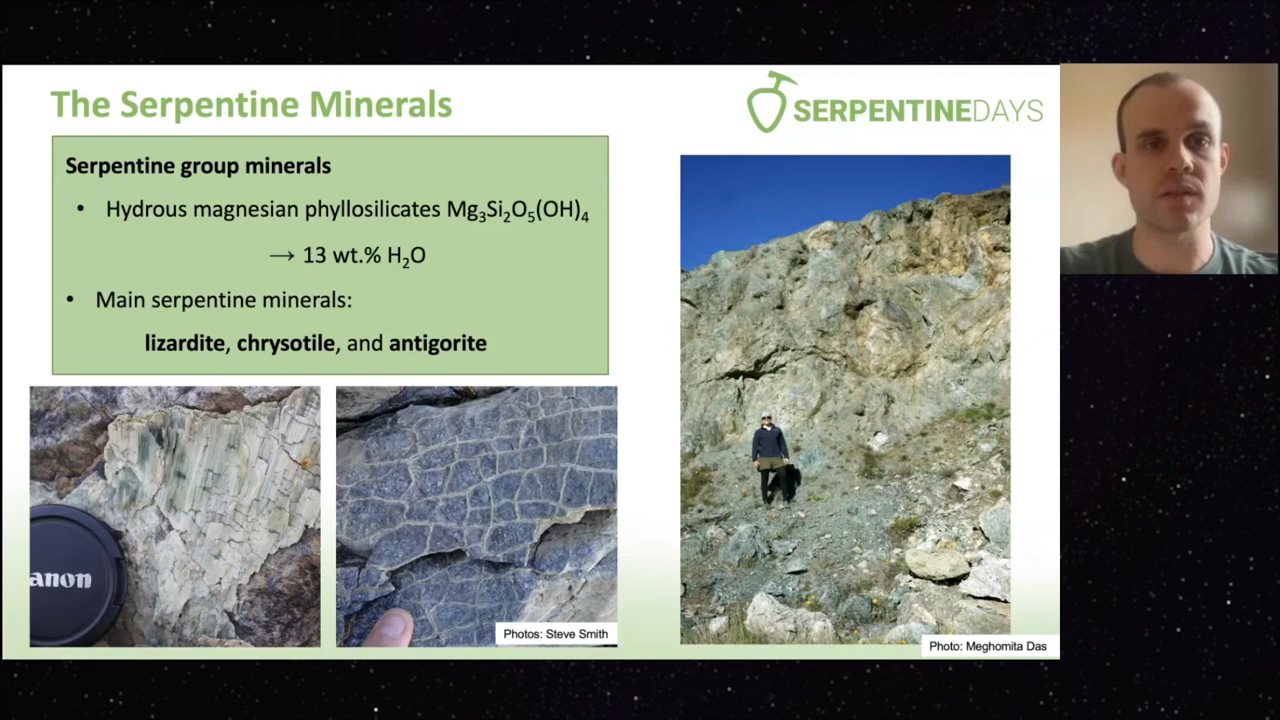 The Serpentine Minerals
SERPENTINEDAYS
Serpentine group minerals
• Hydrous magnesian phyllosilicates Mg₃Si₂O₅(OH)₄
→ 13 wt.% H₂O
• Main serpentine minerals:
lizardite, chrysotile, and antigorite
anon
Photos: Steve Smith
Photo: Meghomita Das